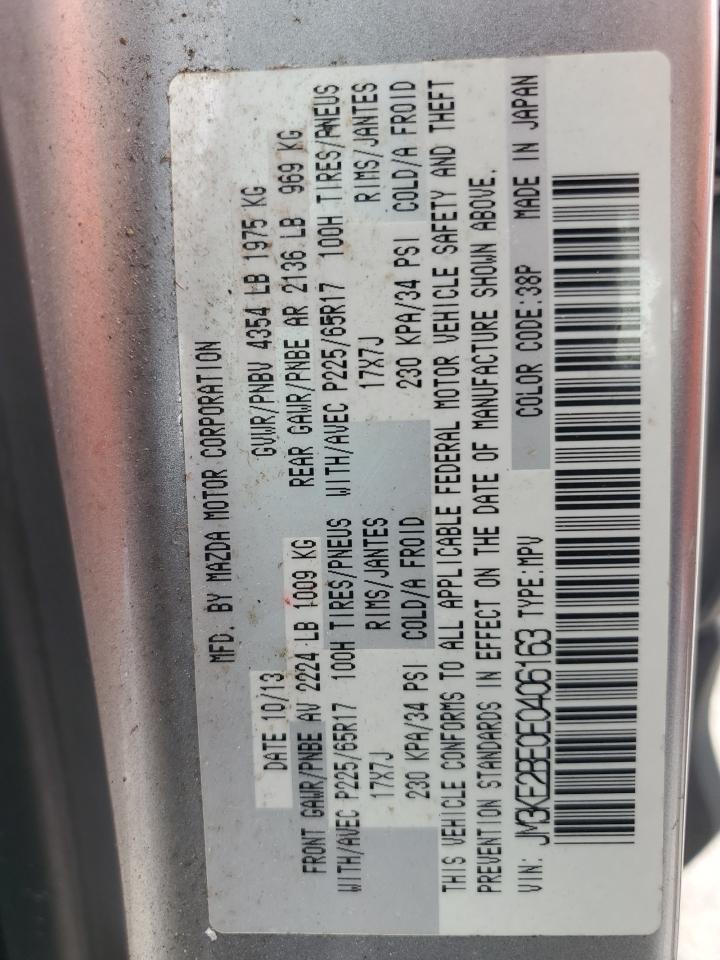 MFD. BY MAZDA MOTOR CORPORATION
DATE 10/13 GVWR/PNBV 4354 LB 1975 KG
FRONT GAWR/PNBE AV 2224 LB 1009 KG REAR GAWR/PNBE AR 2136 LB 969 KG
WITH/AVEC P225/65R17 100H TIRES/PNEUS WITH/AVEC P225/65R17 100H TIRES/PNEUS
17X7J RIMS/JANTES 17X7J RIMS/JANTES
230 KPA/34 PSI COLD/A FROID 230 KPA/34 PSI COLD/A FROID
THIS VEHICLE CONFORMS TO ALL APPLICABLE FEDERAL MOTOR VEHICLE SAFETY AND THEFT
PREVENTION STANDARDS IN EFFECT ON THE DATE OF MANUFACTURE SHOWN ABOVE.
VIN: JM3KE2BE0E0406163 TYPE:MPV COLOR CODE:38P MADE IN JAPAN